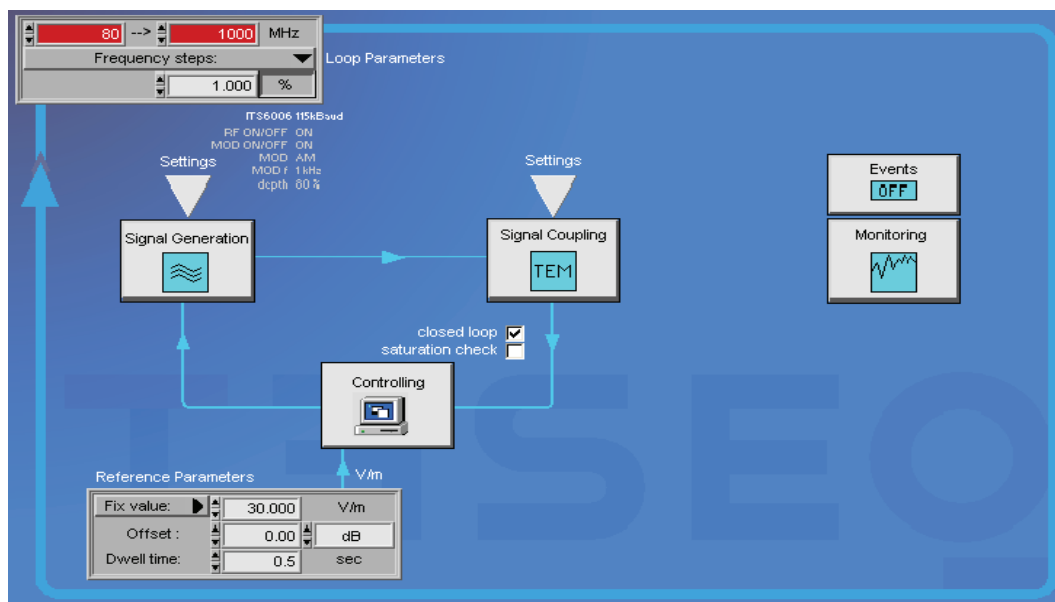 80 --> 1000 MHz
Frequency steps:
1.000 %
Loop Parameters
ITS6006 115kBaud
RF ON/OFF ON
MOD ON/OFF ON
MOD AM
MOD f 1 kHz
depth 80 %
Settings
Settings
Signal Generation
Signal Coupling
TEM
Events
OFF
Monitoring
closed loop
saturation check
Controlling
V/m
Reference Parameters
Fix value: 30.000 V/m
Offset : 0.00 dB
Dwell time: 0.5 sec
TESEQ